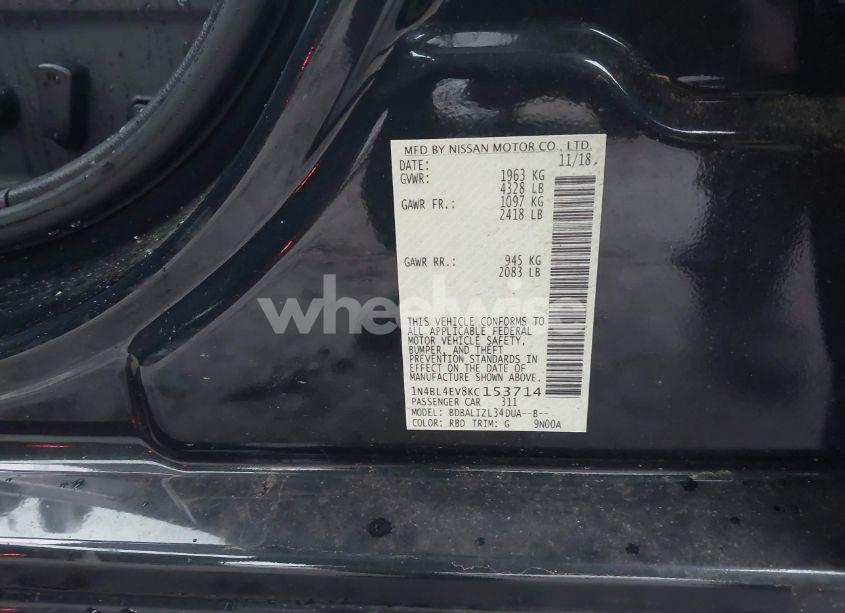 MFD BY NISSAN MOTOR CO., LTD.
DATE: 11/18
GVWR: 1963 KG
4328 LB
GAWR FR.: 1097 KG
2418 LB
GAWR RR.: 945 KG
2083 LB
wheelwise
THIS VEHICLE CONFORMS TO
ALL APPLICABLE FEDERAL
MOTOR VEHICLE SAFETY,
BUMPER, AND THEFT
PREVENTION STANDARDS IN
EFFECT ON THE DATE OF
MANUFACTURE SHOWN ABOVE.
1N4BL4EV8KC153714
PASSENGER CAR 311
MODEL: BDBALIZL34DUA--B--
COLOR: RBD TRIM: G 9N00A